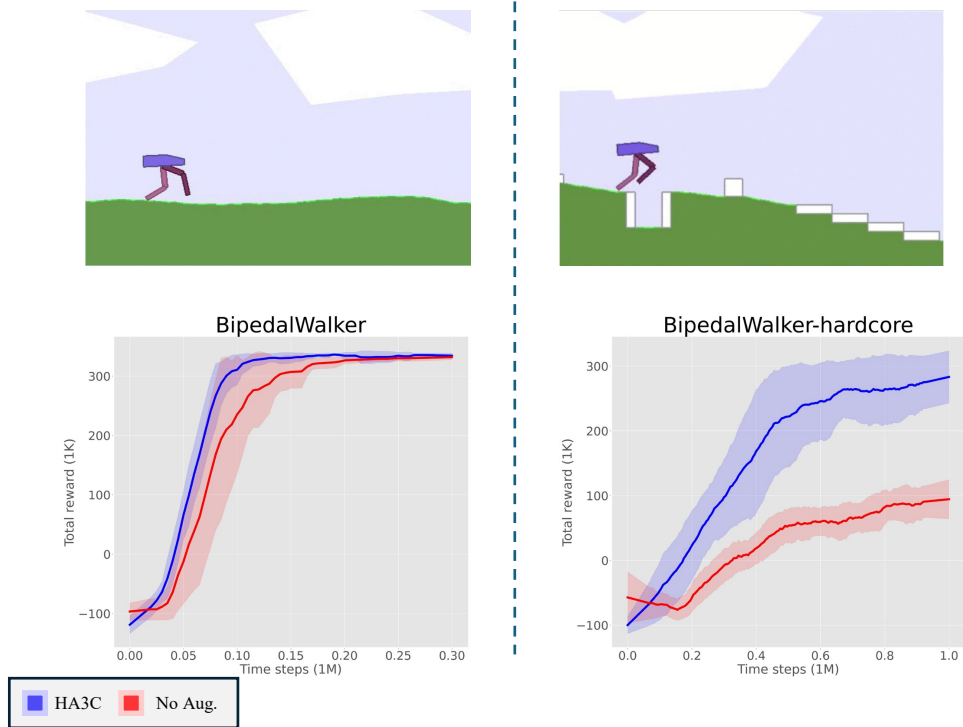 BipedalWalker
300
200
100
0
−100
Total reward (1K)
0.00 0.05 0.10 0.15 0.20 0.25 0.30
Time steps (1M)
BipedalWalker-hardcore
300
200
100
0
−100
Total reward (1K)
0.0 0.2 0.4 0.6 0.8 1.0
Time steps (1M)
HA3C No Aug.